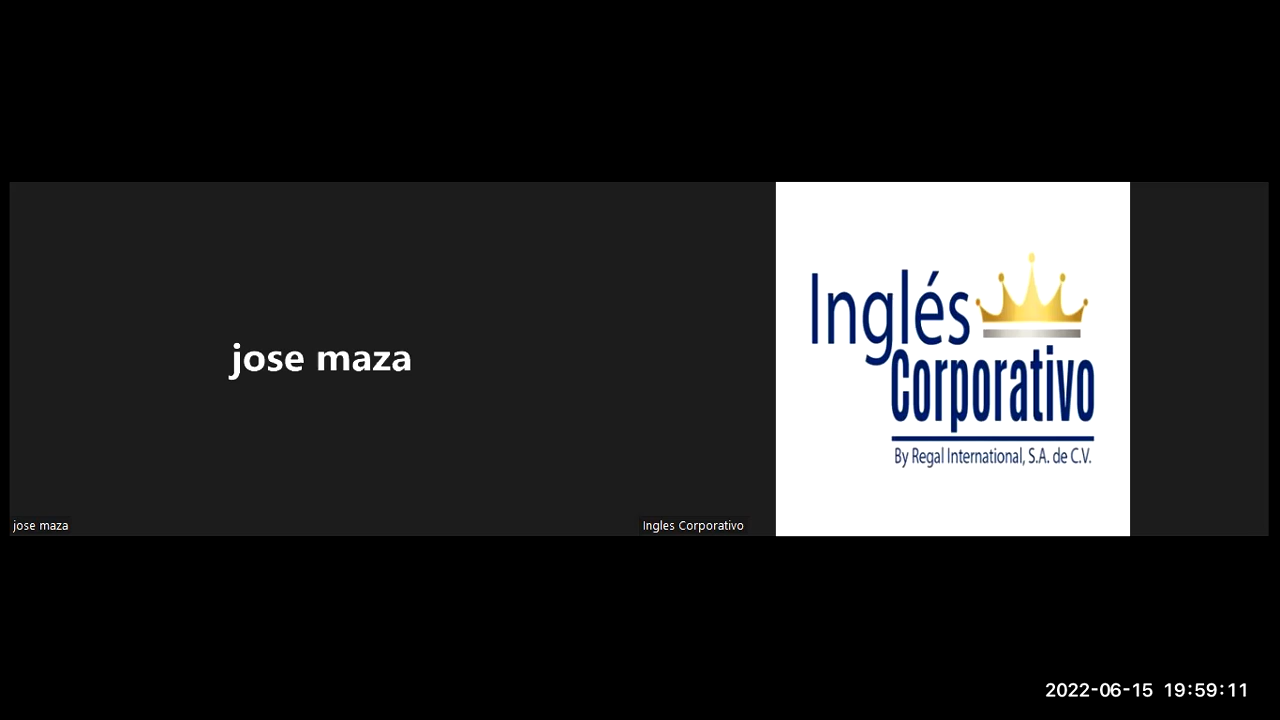 jose maza
Inglés
Corporativo
By Regal International, S.A. de C.V.
jose maza
Ingles Corporativo
2022-06-15 19:59:11